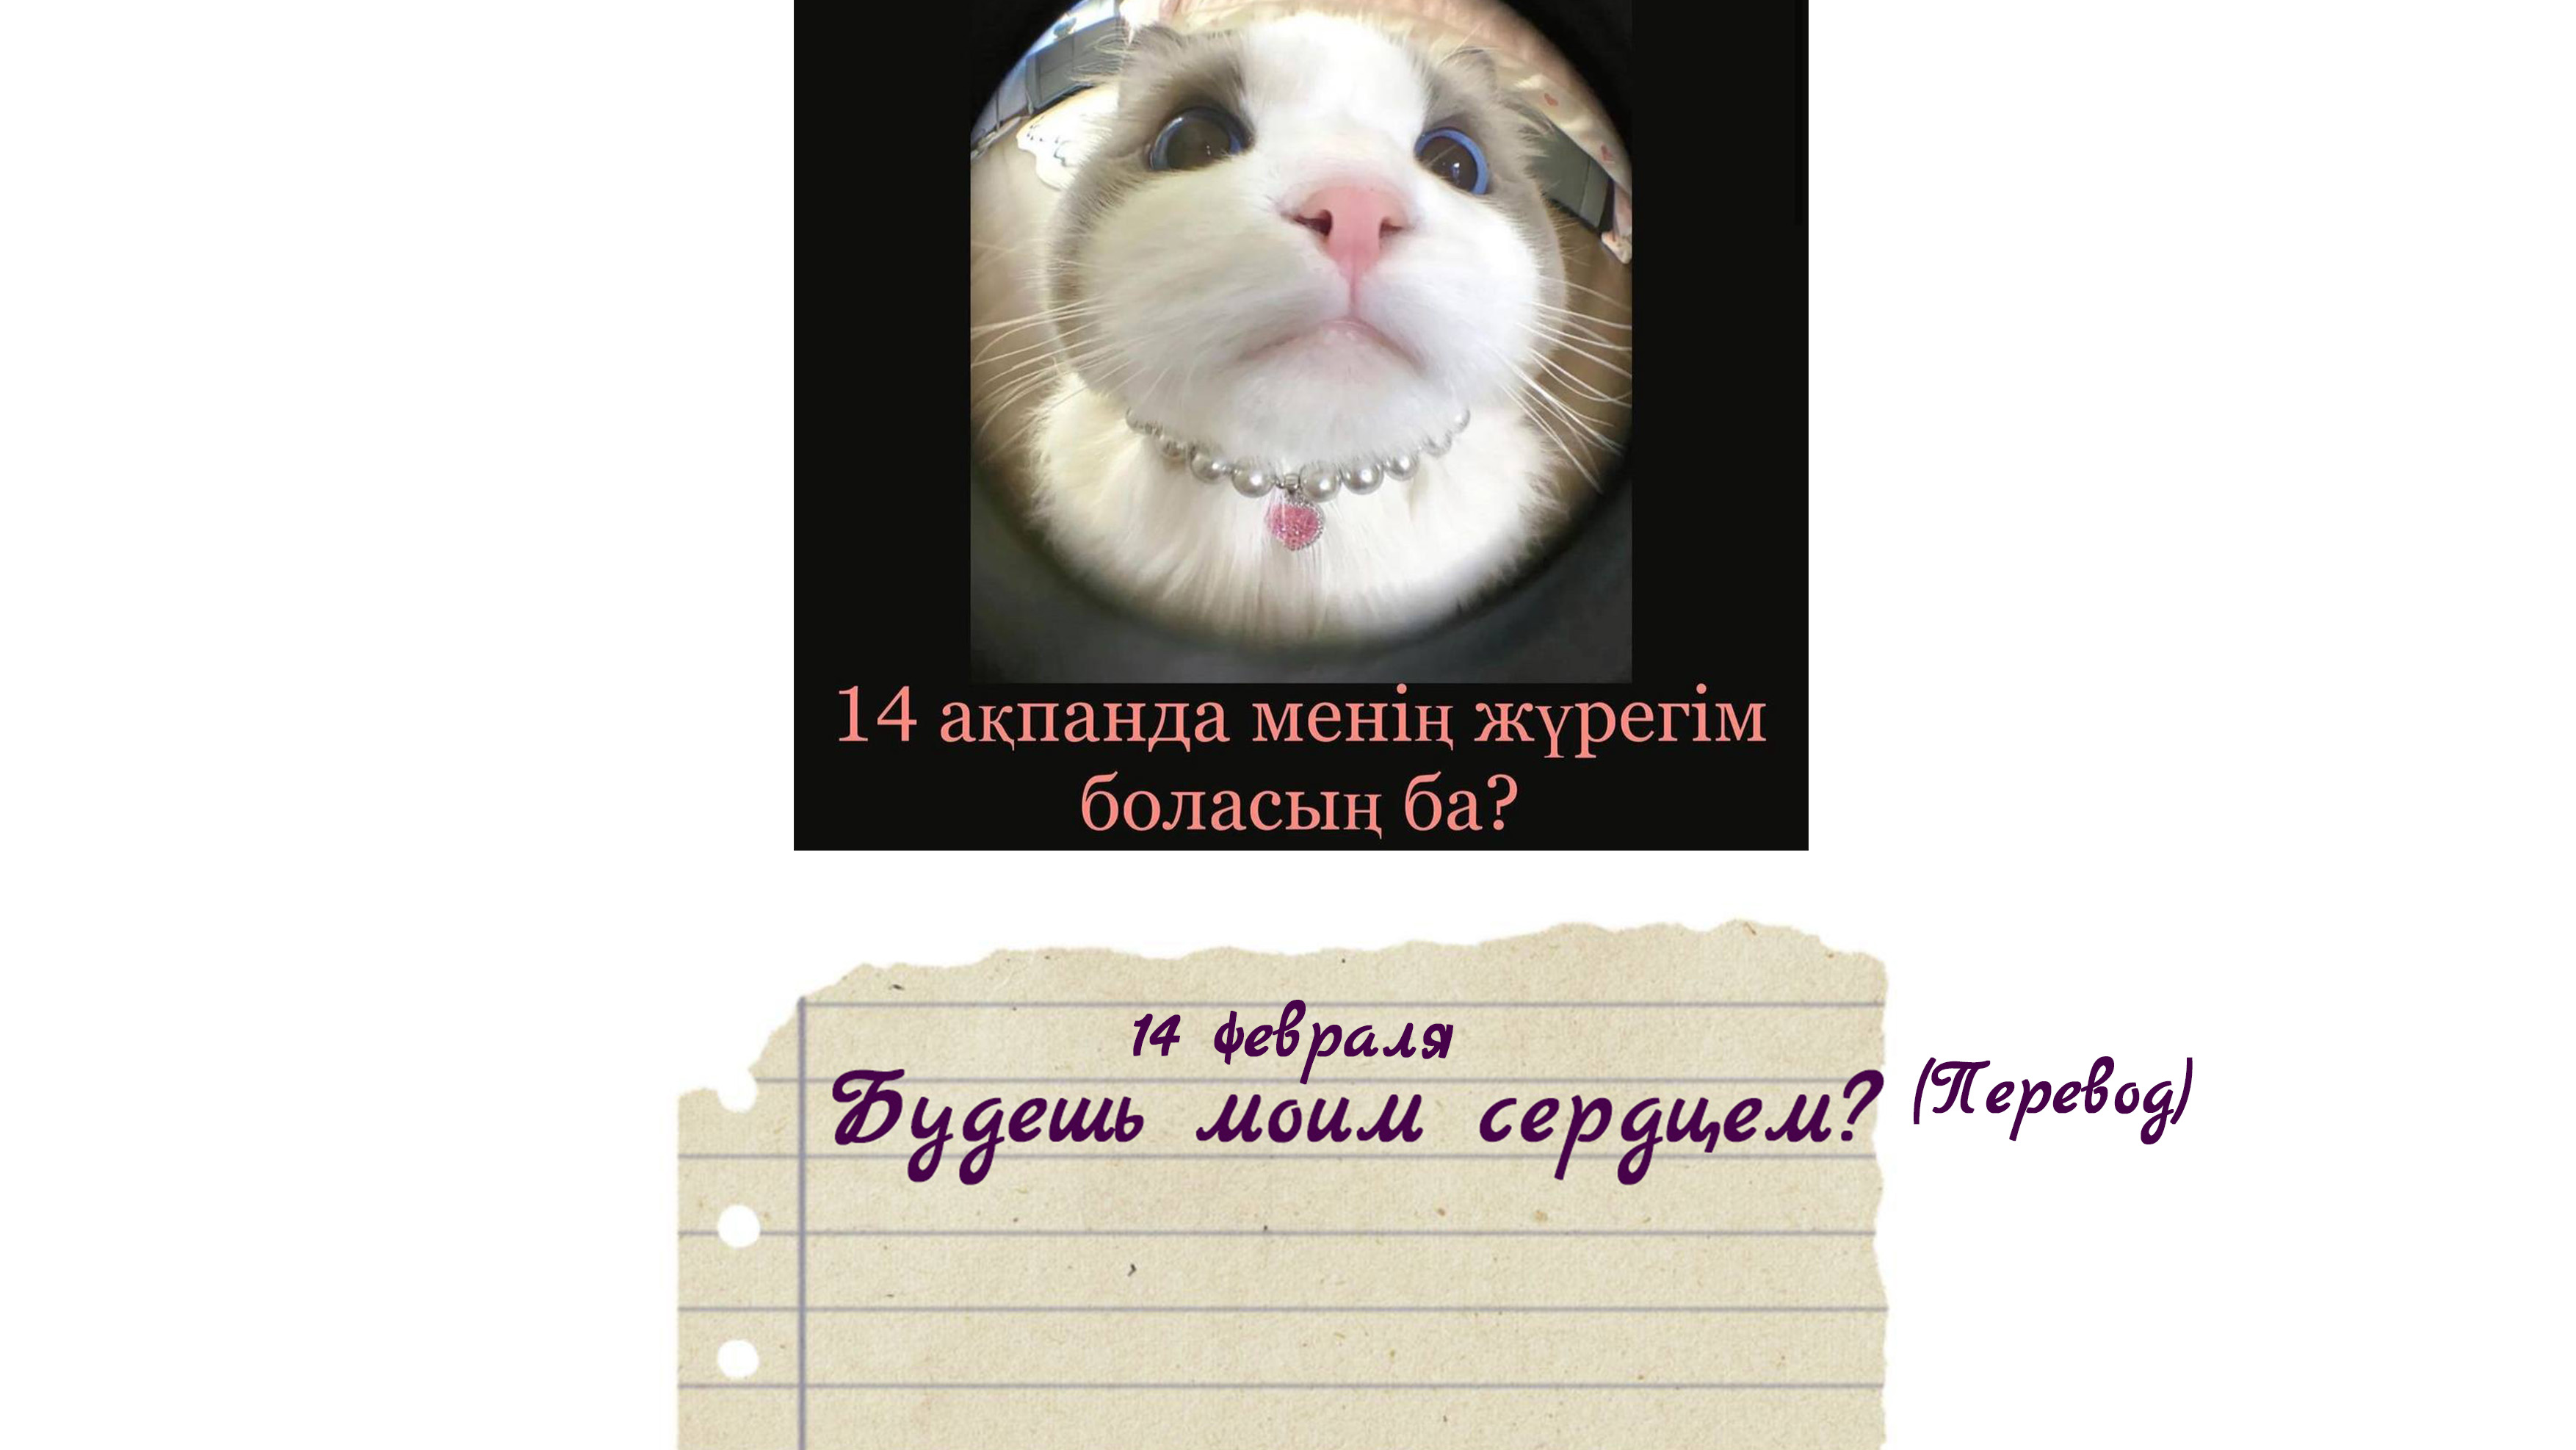 14 ақпанда менің жүрегім
боласың ба?
14 февраля
Будешь моим сердцем?
(Перевод)